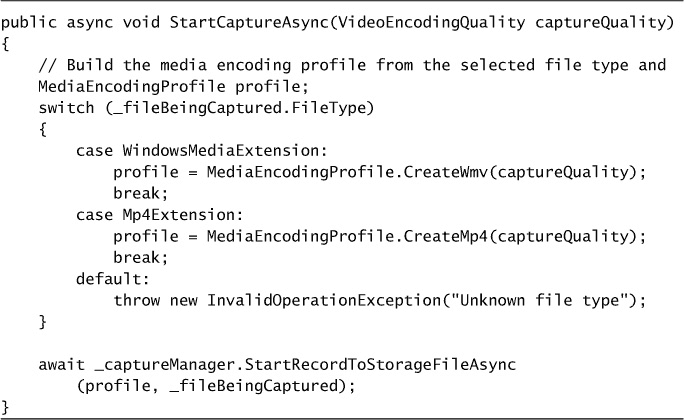 public async void StartCaptureAsync(VideoEncodingQuality captureQuality)
{
    // Build the media encoding profile from the selected file type and
    MediaEncodingProfile profile;
    switch (_fileBeingCaptured.FileType)
    {
        case WindowsMediaExtension:
            profile = MediaEncodingProfile.CreateWmv(captureQuality);
            break;
        case Mp4Extension:
            profile = MediaEncodingProfile.CreateMp4(captureQuality);
            break;
        default:
            throw new InvalidOperationException("Unknown file type");
    }

    await _captureManager.StartRecordToStorageFileAsync
        (profile, _fileBeingCaptured);
}